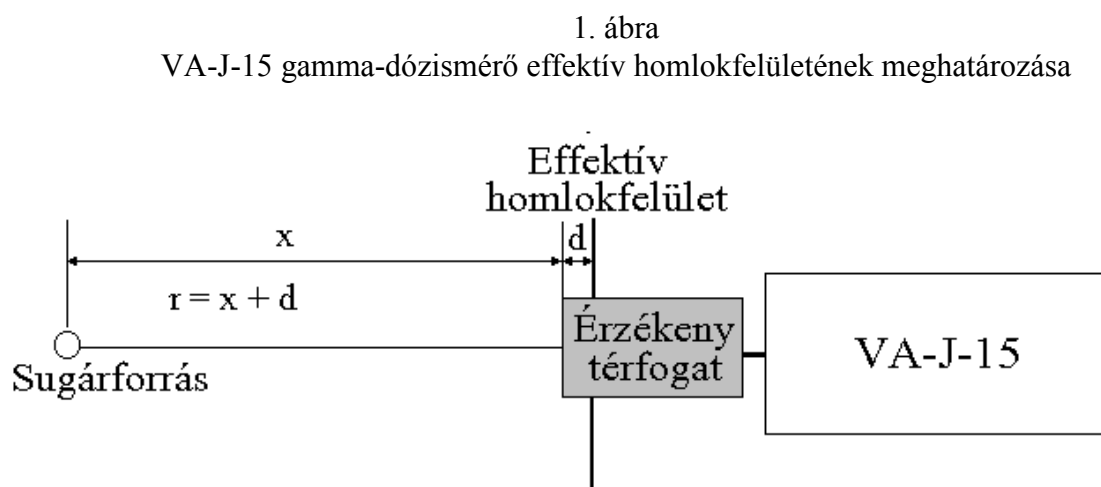 1. ábra
VA-J-15 gamma-dózismérő effektív homlokfelületének meghatározása
Effektív
homlokfelület
x
d
r = x + d
Sugárforrás
Érzékeny
térfogat
VA-J-15